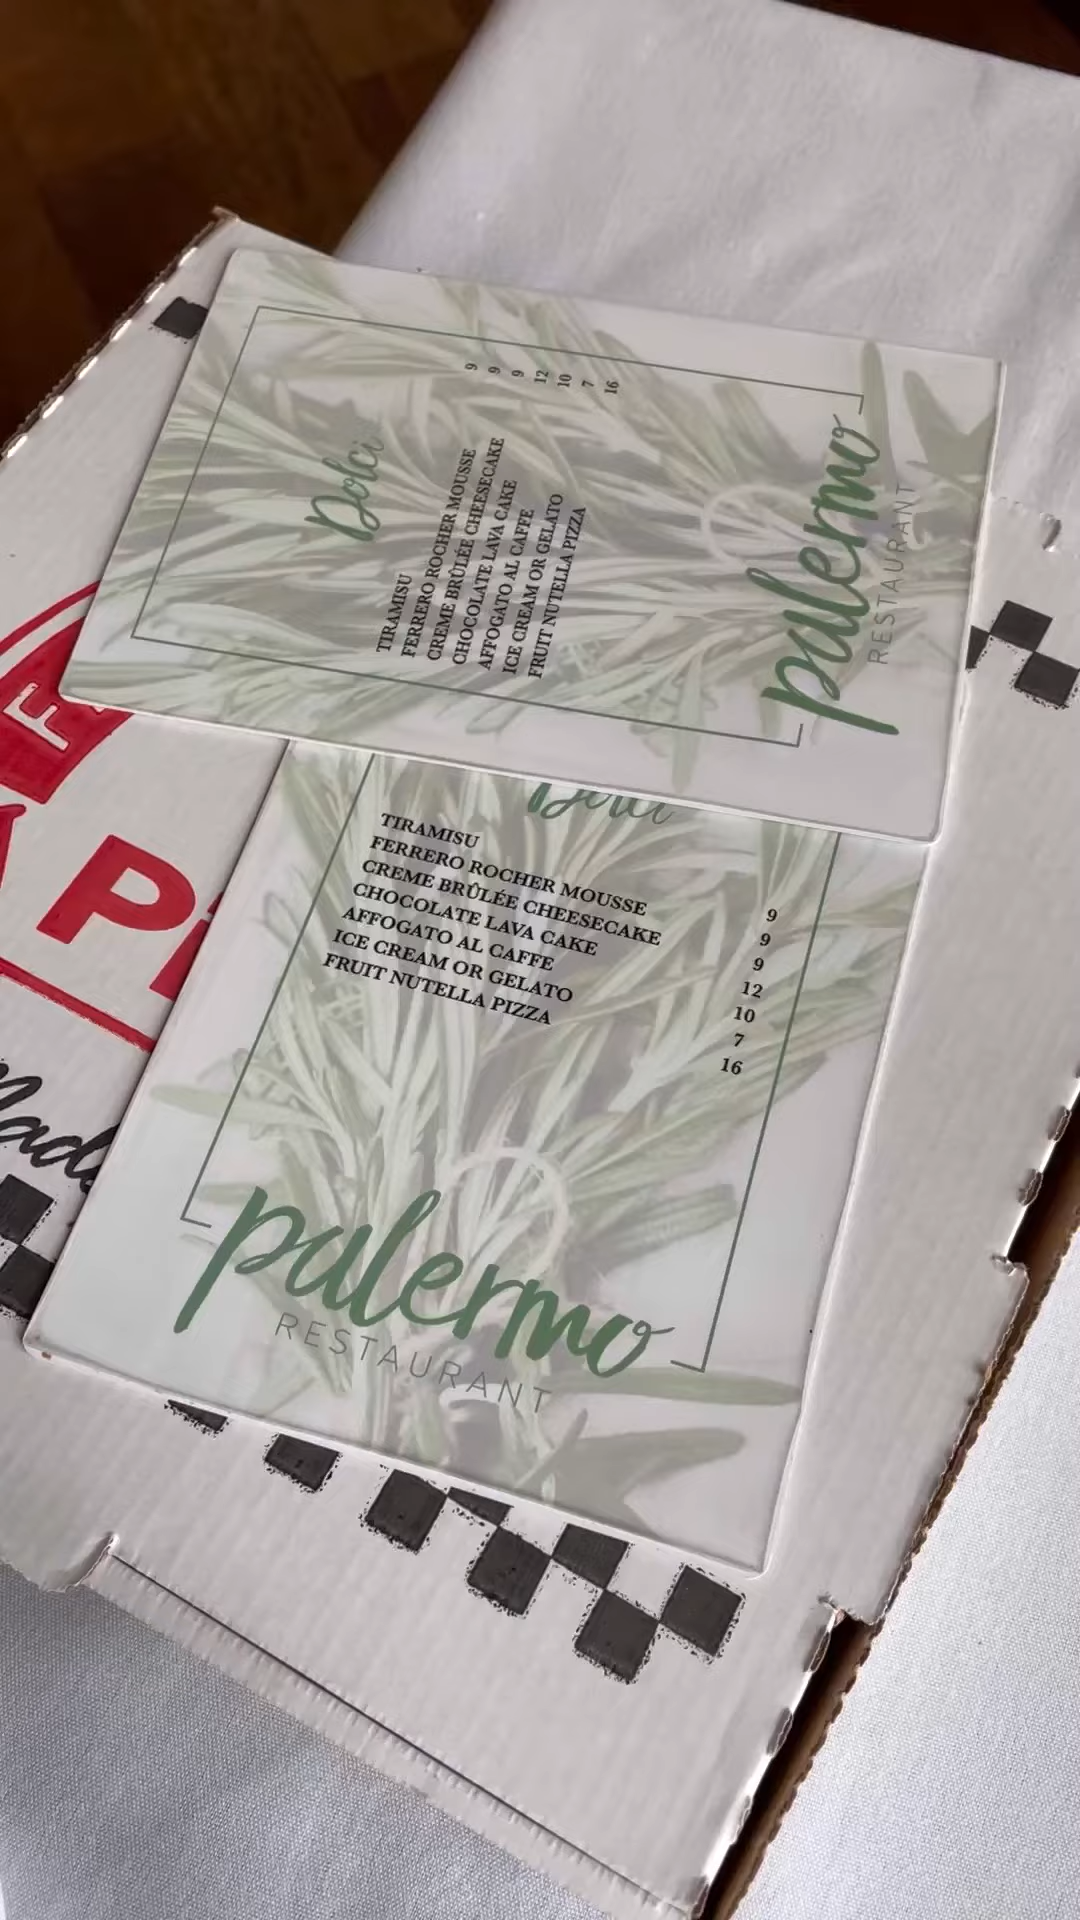 Dolci
TIRAMISU 9
FERRERO ROCHER MOUSSE 9
CREME BRÛLÉE CHEESECAKE 9
CHOCOLATE LAVA CAKE 12
AFFOGATO AL CAFFE 10
ICE CREAM OR GELATO 7
FRUIT NUTELLA PIZZA 16
palermo
RESTAURANT
Dolci
TIRAMISU 9
FERRERO ROCHER MOUSSE 9
CREME BRÛLÉE CHEESECAKE 9
CHOCOLATE LAVA CAKE 12
AFFOGATO AL CAFFE 10
ICE CREAM OR GELATO 7
FRUIT NUTELLA PIZZA 16
palermo
RESTAURANT